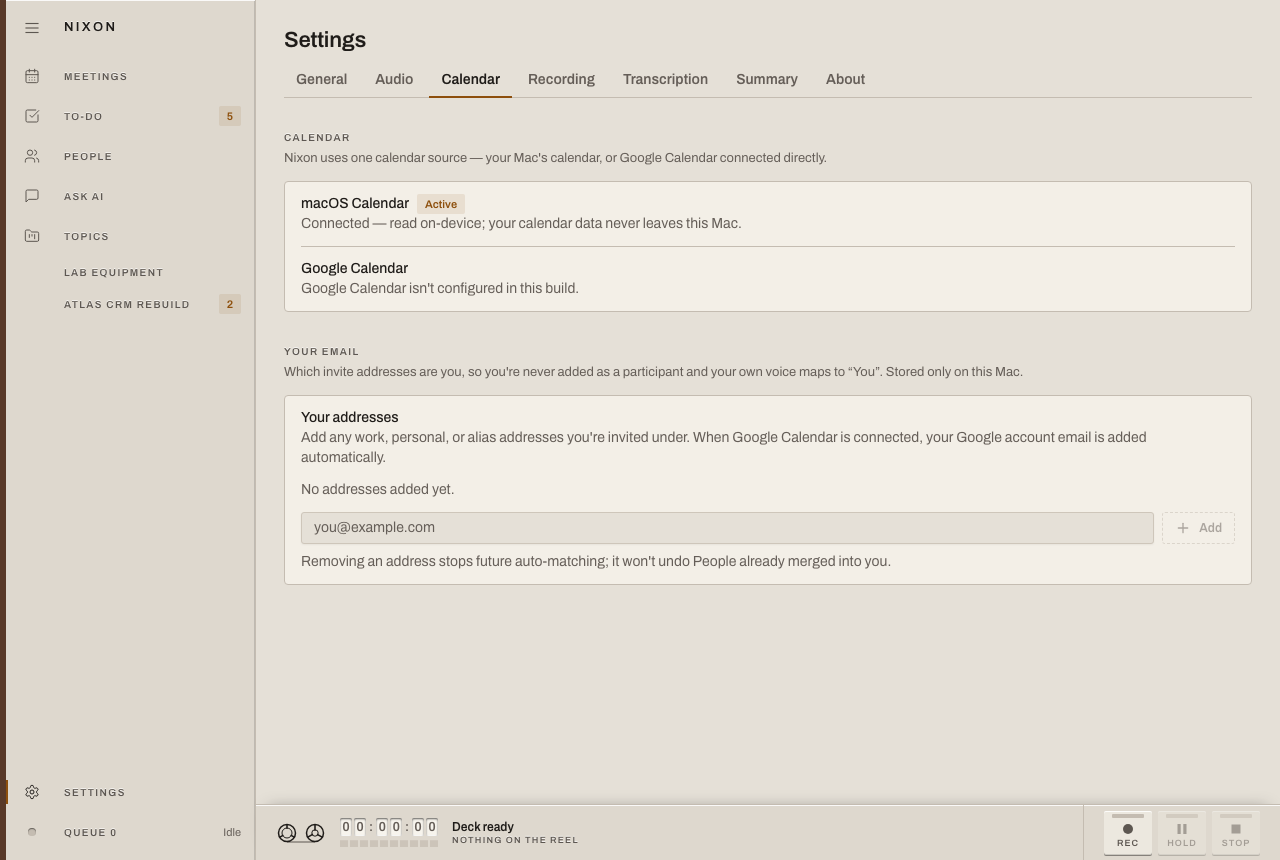 NIXON
MEETINGS
TO-DO 5
PEOPLE
ASK AI
TOPICS
LAB EQUIPMENT
ATLAS CRM REBUILD 2
SETTINGS
QUEUE 0 Idle
Settings
General Audio Calendar Recording Transcription Summary About
CALENDAR
Nixon uses one calendar source — your Mac's calendar, or Google Calendar connected directly.
macOS Calendar Active
Connected — read on-device; your calendar data never leaves this Mac.
Google Calendar
Google Calendar isn't configured in this build.
YOUR EMAIL
Which invite addresses are you, so you're never added as a participant and your own voice maps to “You”. Stored only on this Mac.
Your addresses
Add any work, personal, or alias addresses you're invited under. When Google Calendar is connected, your Google account email is added
automatically.
No addresses added yet.
you@example.com Add
Removing an address stops future auto-matching; it won't undo People already merged into you.
00:00:00
Deck ready
NOTHING ON THE REEL
REC HOLD STOP